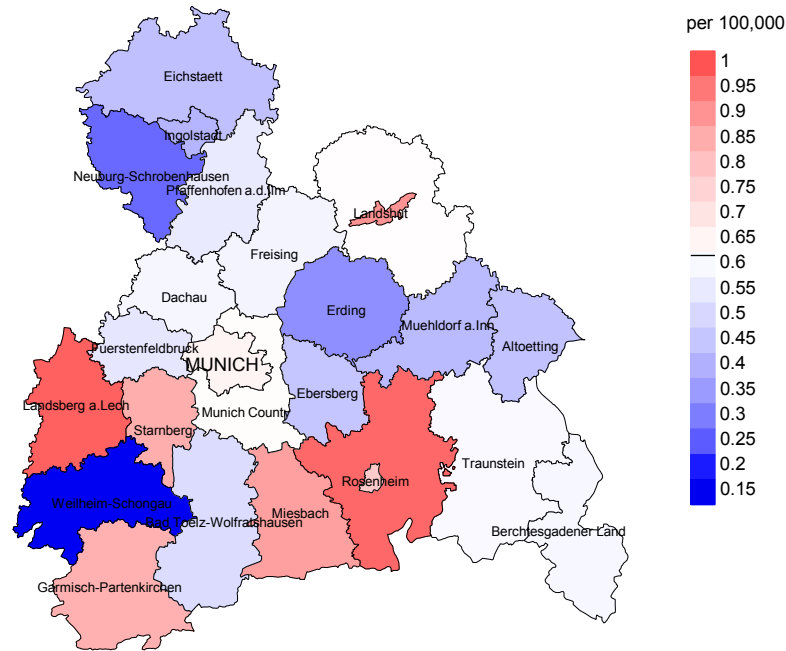 per 100,000
1
0.95
0.9
0.85
0.8
0.75
0.7
0.65
0.6
0.55
0.5
0.45
0.4
0.35
0.3
0.25
0.2
0.15
Eichstaett
Ingolstadt
Neuburg-Schrobenhausen
Pfaffenhofen a.d.Ilm
Landshut
Freising
Dachau
Erding
Muehldorf a.Inn
Altoetting
Fuerstenfeldbruck
MUNICH
Ebersberg
Landsberg a.Lech
Munich County
Starnberg
Traunstein
Rosenheim
Weilheim-Schongau
Miesbach
Bad Toelz-Wolfratshausen
Berchtesgadener Land
Garmisch-Partenkirchen